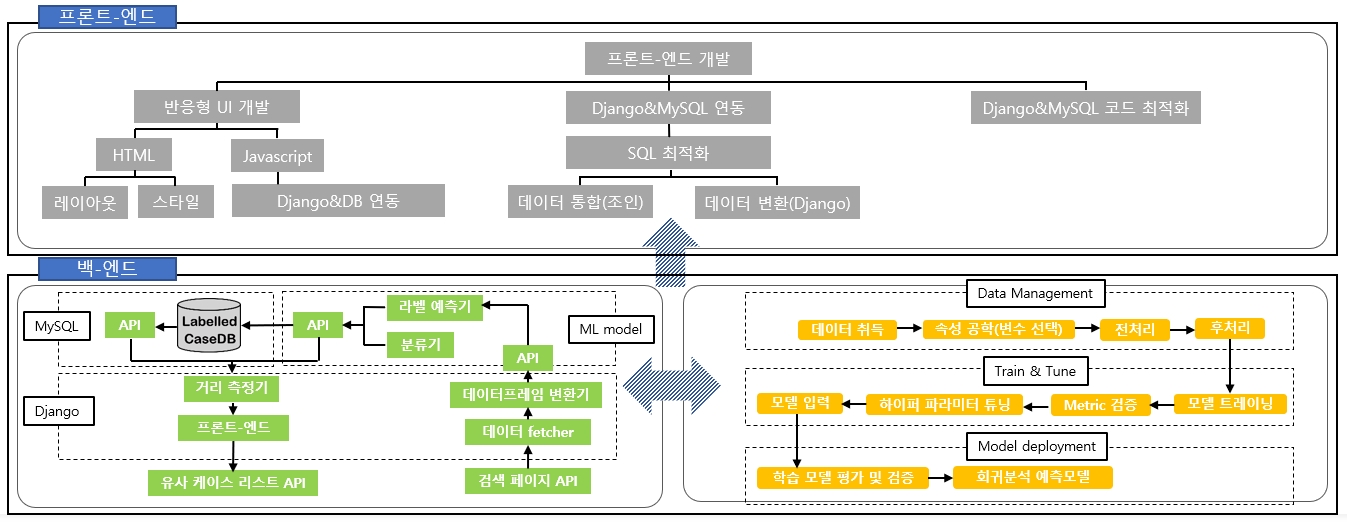 프론트-엔드
프론트-엔드 개발
반응형 UI 개발
Django&MySQL 연동
Django&MySQL 코드 최적화
HTML
Javascript
SQL 최적화
레이아웃
스타일
Django&DB 연동
데이터 통합(조인)
데이터 변환(Django)
백-엔드
MySQL
API
Labelled
CaseDB
API
라벨 예측기
분류기
ML model
API
거리 측정기
Django
프론트-엔드
데이터프레임 변환기
데이터 fetcher
유사 케이스 리스트 API
검색 페이지 API
Data Management
데이터 취득
속성 공학(변수 선택)
전처리
후처리
Train & Tune
모델 입력
하이퍼 파라미터 튜닝
Metric 검증
모델 트레이닝
Model deployment
학습 모델 평가 및 검증
회귀분석 예측모델